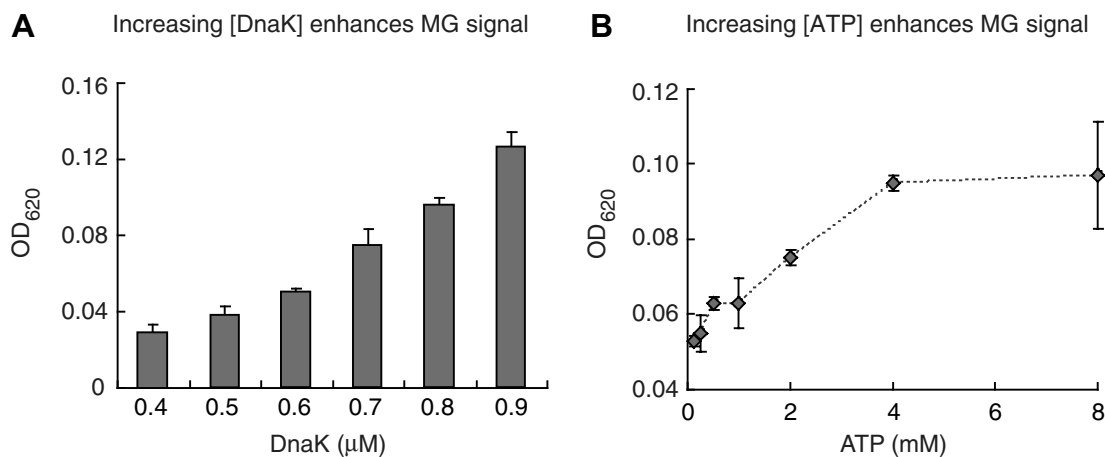 A
Increasing [DnaK] enhances MG signal
OD620
0.16
0.12
0.08
0.04
0
0.4 0.5 0.6 0.7 0.8 0.9
DnaK (μM)
B
Increasing [ATP] enhances MG signal
OD620
0.12
0.10
0.08
0.06
0.04
0 2 4 6 8
ATP (mM)